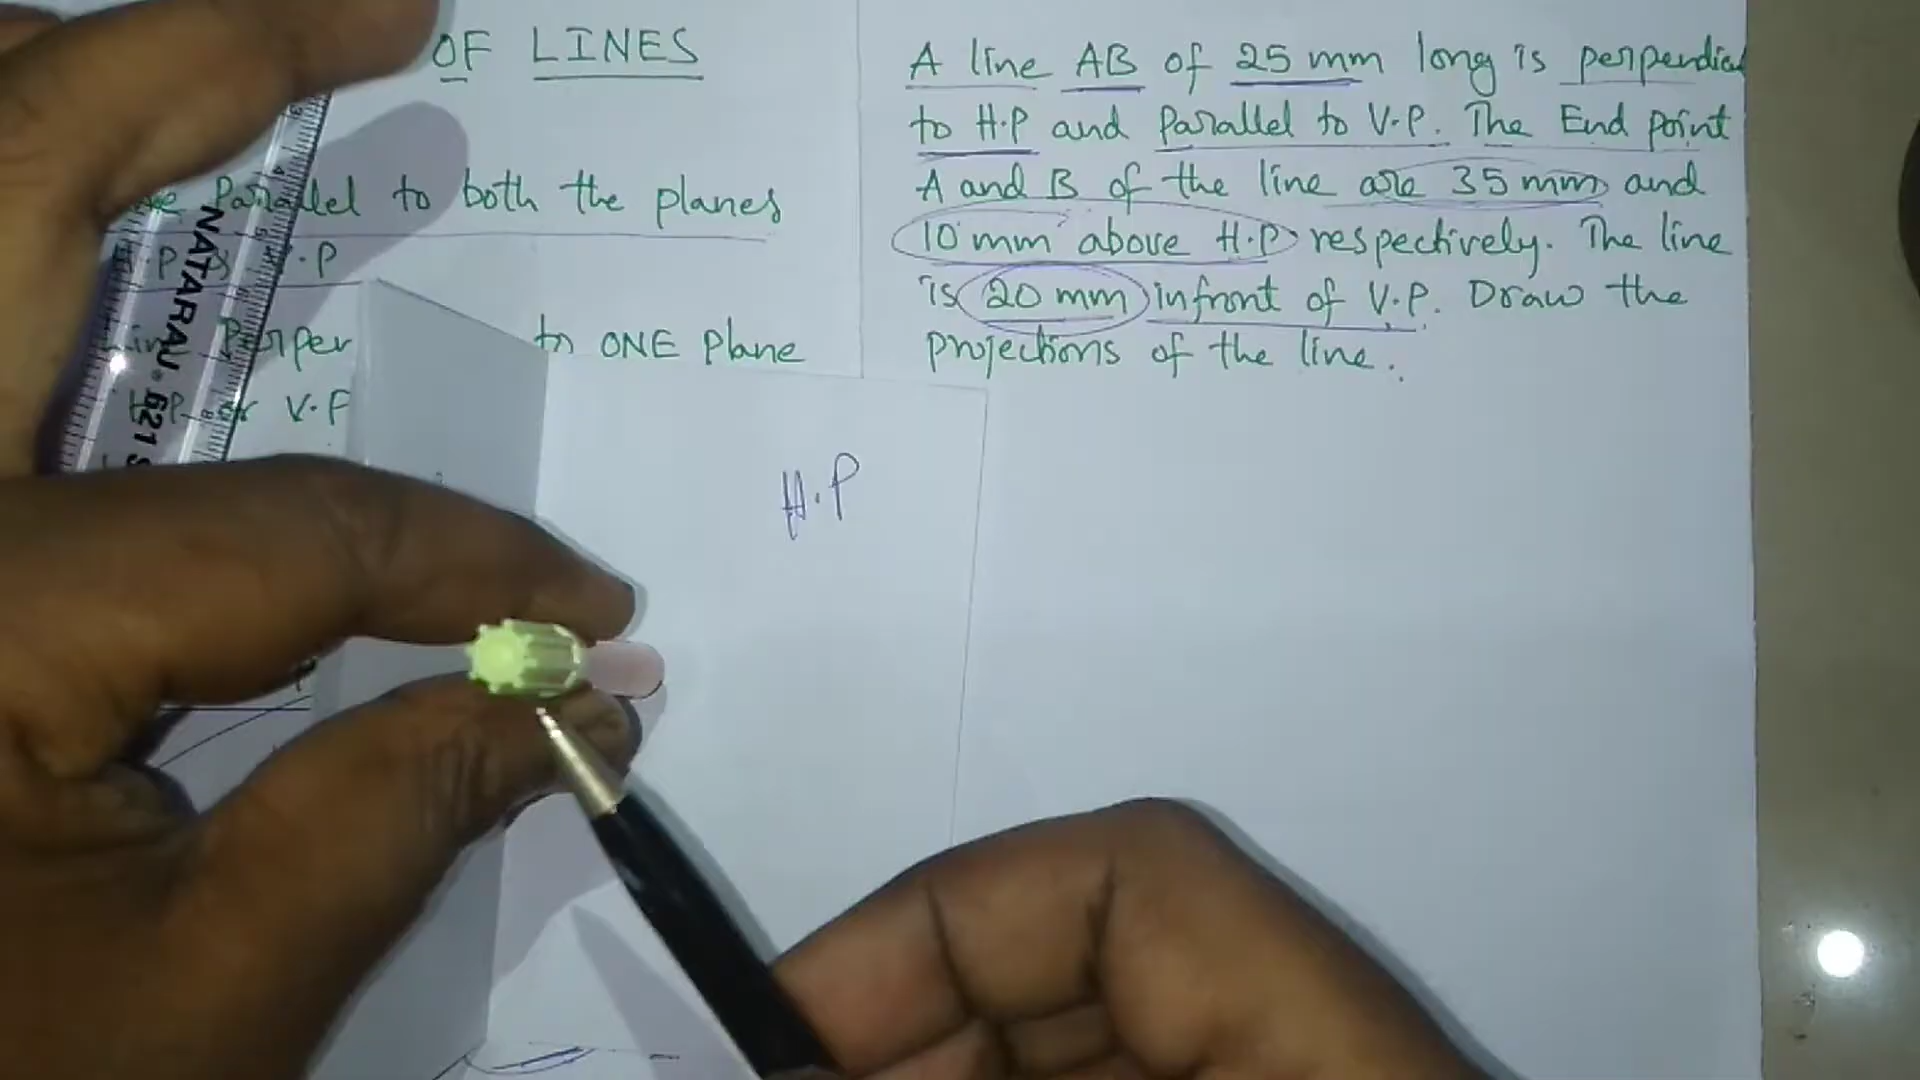 OF LINES
Parallel to both the planes
.P
to ONE Plane
or V.P
NATARAJ. 621
A line AB of 25 mm long is perpendicul
to H.P and parallel to V.P. The End point
A and B of the line are 35 mm and
10 mm above H.P respectively. The line
is 20 mm infront of V.P. Draw the
projections of the line.
H.P